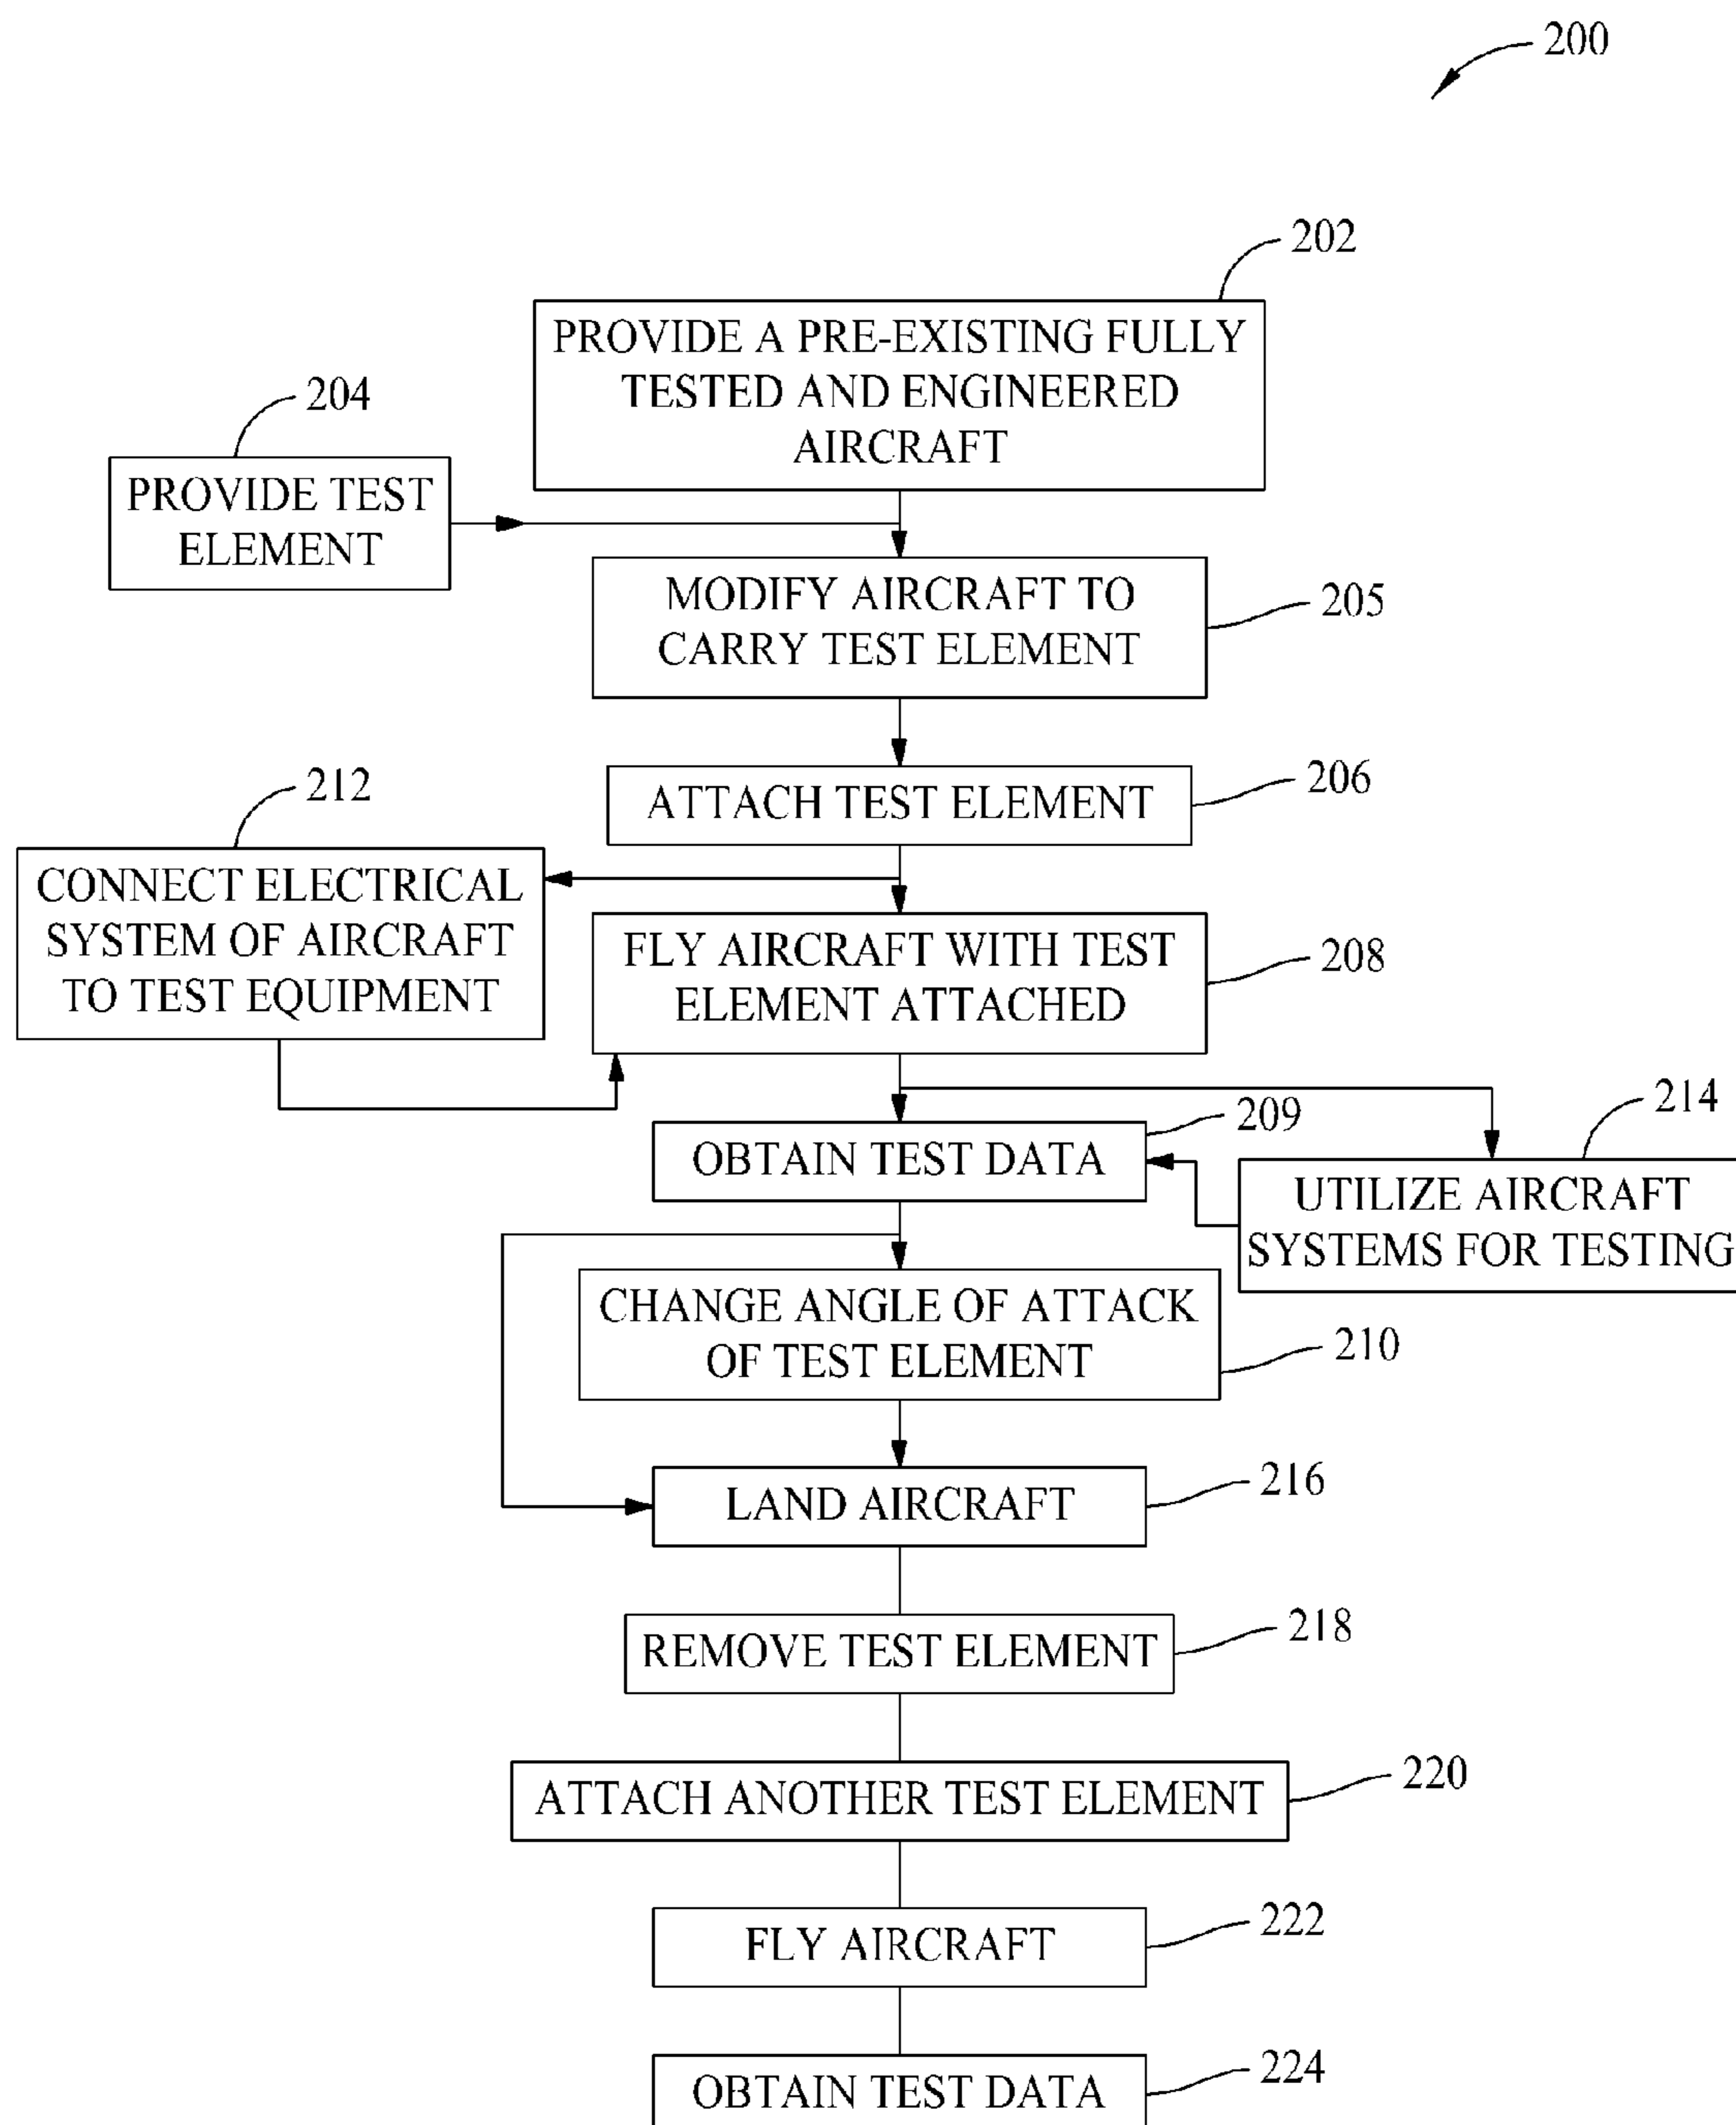 200
202
PROVIDE A PRE-EXISTING FULLY
TESTED AND ENGINEERED
AIRCRAFT
204
PROVIDE TEST
ELEMENT
MODIFY AIRCRAFT TO
CARRY TEST ELEMENT
205
ATTACH TEST ELEMENT
206
212
CONNECT ELECTRICAL
SYSTEM OF AIRCRAFT
TO TEST EQUIPMENT
FLY AIRCRAFT WITH TEST
ELEMENT ATTACHED
208
OBTAIN TEST DATA
209
214
UTILIZE AIRCRAFT
SYSTEMS FOR TESTING
CHANGE ANGLE OF ATTACK
OF TEST ELEMENT
210
LAND AIRCRAFT
216
REMOVE TEST ELEMENT
218
ATTACH ANOTHER TEST ELEMENT
220
FLY AIRCRAFT
222
OBTAIN TEST DATA
224